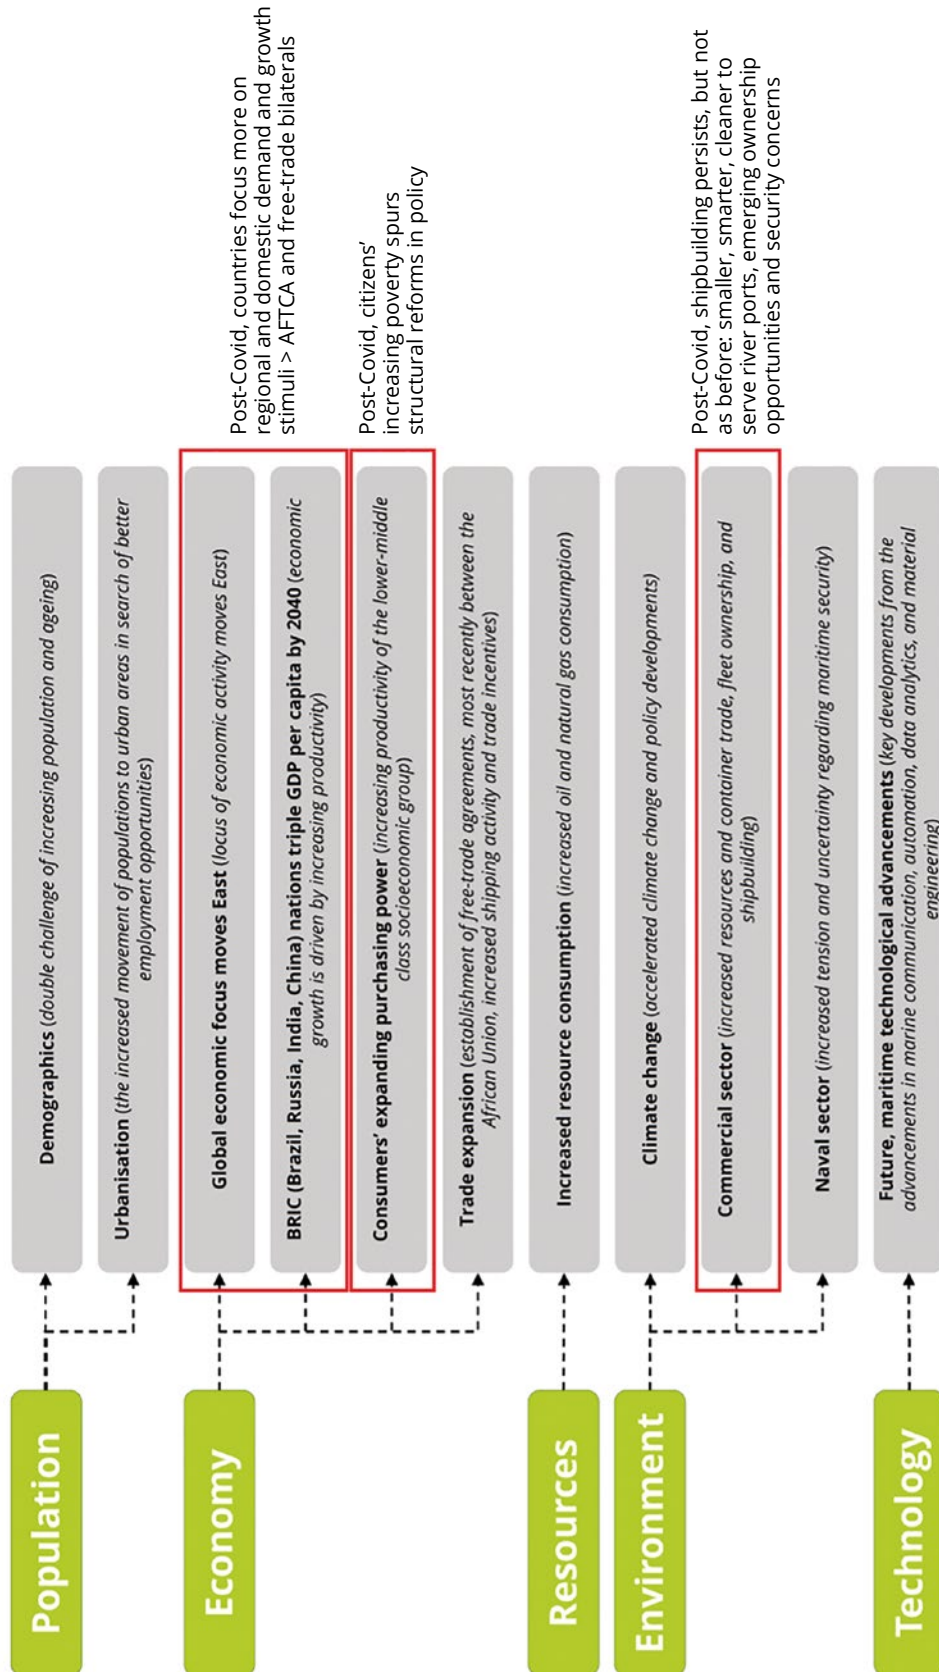 Population
Demographics (double challenge of increasing population and ageing)
Urbanisation (the increased movement of populations to urban areas in search of better
employment opportunities)
Economy
Global economic focus moves East (locus of economic activity moves East)
BRIC (Brazil, Russia, India, China) nations triple GDP per capita by 2040 (economic
growth is driven by increasing productivity)
Post-Covid, countries focus more on
regional and domestic demand and growth
stimuli > AFTCA and free-trade bilaterals
Consumers’ expanding purchasing power (increasing productivity of the lower-middle
class socioeconomic group)
Post-Covid, citizens’
increasing poverty spurs
structural reforms in policy
Trade expansion (establishment of free-trade agreements, most recently between the
African Union, increased shipping activity and trade incentives)
Resources
Increased resource consumption (increased oil and natural gas consumption)
Environment
Climate change (accelerated climate change and policy developments)
Commercial sector (increased resources and container trade, fleet ownership, and
shipbuilding)
Post-Covid, shipbuilding persists, but not
as before: smaller, smarter, cleaner to
serve river ports, emerging ownership
opportunities and security concerns
Naval sector (increased tension and uncertainty regarding maritime security)
Technology
Future, maritime technological advancements (key developments from the
advancements in marine communication, automation, data analytics, and material
engineering)